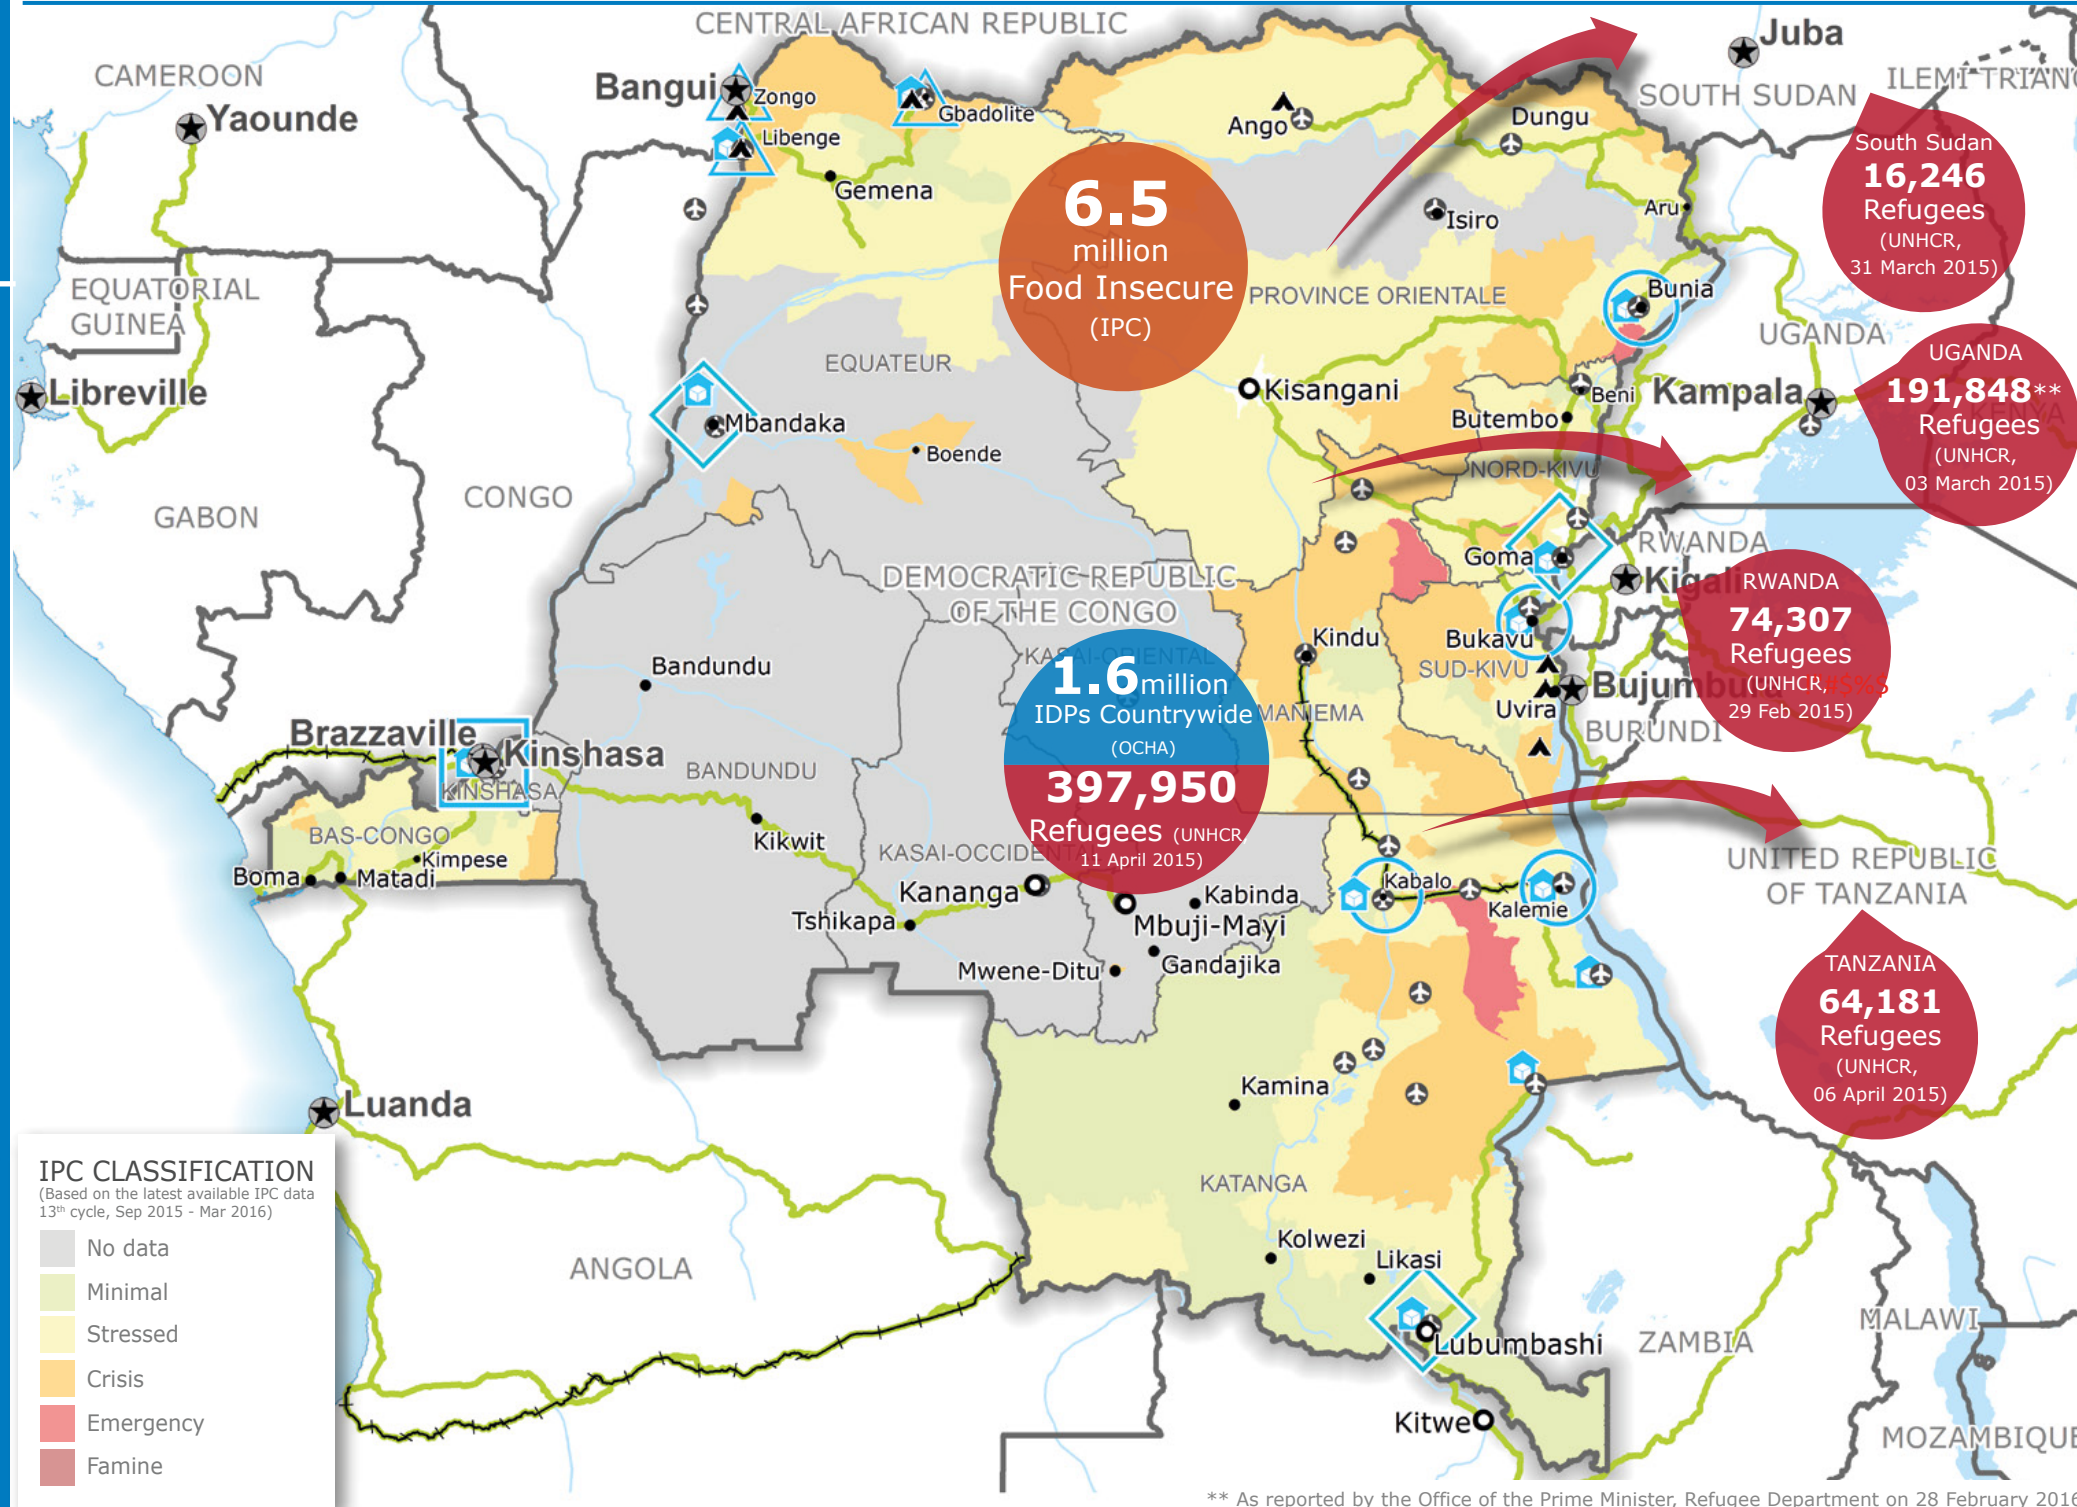 CENTRAL AFRICAN REPUBLIC
Juba
CAMEROON
Bangui
Zongo
SOUTH SUDAN
Yaounde
Gbadolite
Ango
Dungu
Libenge
South Sudan
16,246
Refugees
(UNHCR,
31 March 2015)
Gemena
6.5
million
Food Insecure
(IPC)
Isiro
Aru
EQUATORIAL
GUINEA
PROVINCE ORIENTALE
Bunia
UGANDA
EQUATEUR
UGANDA
191,848**
Refugees
(UNHCR,
03 March 2015)
KENYA
Libreville
Kisangani
Beni
Kampala
Mbandaka
Butembo
Boende
NORD-KIVU
GABON
CONGO
Goma
RWANDA
Kigali
DEMOCRATIC REPUBLIC
OF THE CONGO
RWANDA
74,307
Refugees
(UNHCR,#$%$
29 Feb 2015)
Kindu
Bukavu
KASAI-ORIENTAL
SUD-KIVU
Bandundu
1.6 million
IDPs Countrywide
(OCHA)
397,950
Refugees (UNHCR
11 April 2015)
Bujumbura
Uvira
MANIEMA
BURUNDI
Brazzaville
Kinshasa
KINSHASA
BANDUNDU
BAS-CONGO
Kikwit
KASAI-OCCIDENTAL
Kimpese
Boma
Matadi
Kananga
Kabinda
Kabalo
Kalemie
UNITED REPUBLIC
OF TANZANIA
Tshikapa
Mbuji-Mayi
Mwene-Ditu
Gandajika
TANZANIA
64,181
Refugees
(UNHCR,
06 April 2015)
Luanda
Kamina
KATANGA
IPC CLASSIFICATION
(Based on the latest available IPC data
13th cycle, Sep 2015 - Mar 2016)
No data
Minimal
Stressed
Crisis
Emergency
Famine
ANGOLA
Kolwezi
Likasi
Lubumbashi
ZAMBIA
MALAWI
Kitwe
MOZAMBIQUE
** As reported by the Office of the Prime Minister, Refugee Department on 28 February 2016